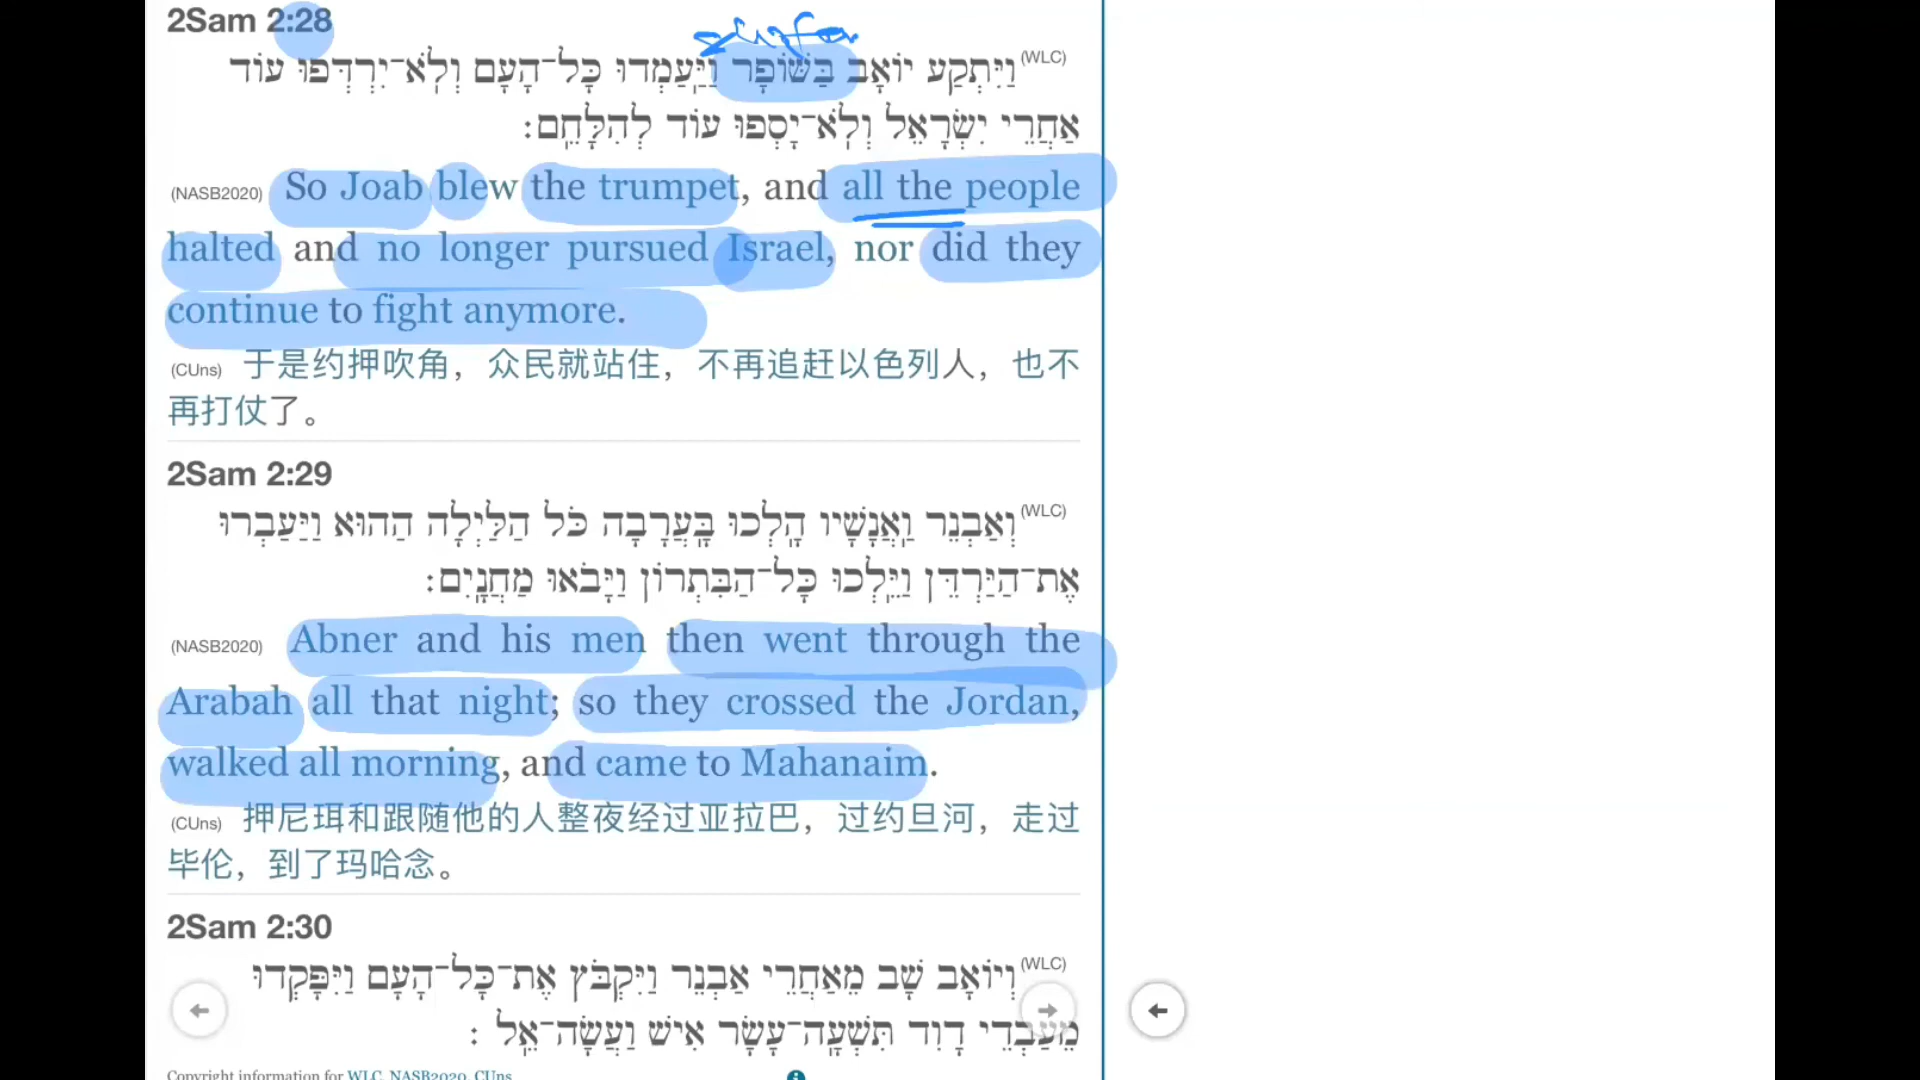 2Sam 2:28
(WLC) וַיִּתְקַע יוֹאָב בַּשּׁוֹפָר וַיַּעַמְדוּ כָּל־הָעָם וְלֹא־יִרְדְּפוּ עוֹד
אַחֲרֵי יִשְׂרָאֵל וְלֹא־יָסְפוּ עוֹד לְהִלָּחֵם׃
(NASB2020) So Joab blew the trumpet, and all the people
halted and no longer pursued Israel, nor did they
continue to fight anymore.
(CUns) 于是约押吹角，众民就站住，不再追赶以色列人，也不
再打仗了。
2Sam 2:29
(WLC) וְאַבְנֵר וַאֲנָשָׁיו הָלְכוּ בָּעֲרָבָה כֹּל הַלַּיְלָה הַהוּא וַיַּעַבְרוּ
אֶת־הַיַּרְדֵּן וַיֵּלְכוּ כָּל־הַבִּתְרוֹן וַיָּבֹאוּ מַחֲנָיִם׃
(NASB2020) Abner and his men then went through the
Arabah all that night; so they crossed the Jordan,
walked all morning, and came to Mahanaim.
(CUns) 押尼珥和跟随他的人整夜经过亚拉巴，过约旦河，走过
毕伦，到了玛哈念。
2Sam 2:30
(WLC) וְיוֹאָב שָׁב מֵאַחֲרֵי אַבְנֵר וַיִּקְבֹּץ אֶת־כָּל־הָעָם וַיִּפָּקְדוּ
מֵעַבְדֵי דָוִד תִּשְׁעָה־עָשָׂר אִישׁ וַעֲשָׂה־אֵל׃
Copyright information for WLC, NASB2020, CUns